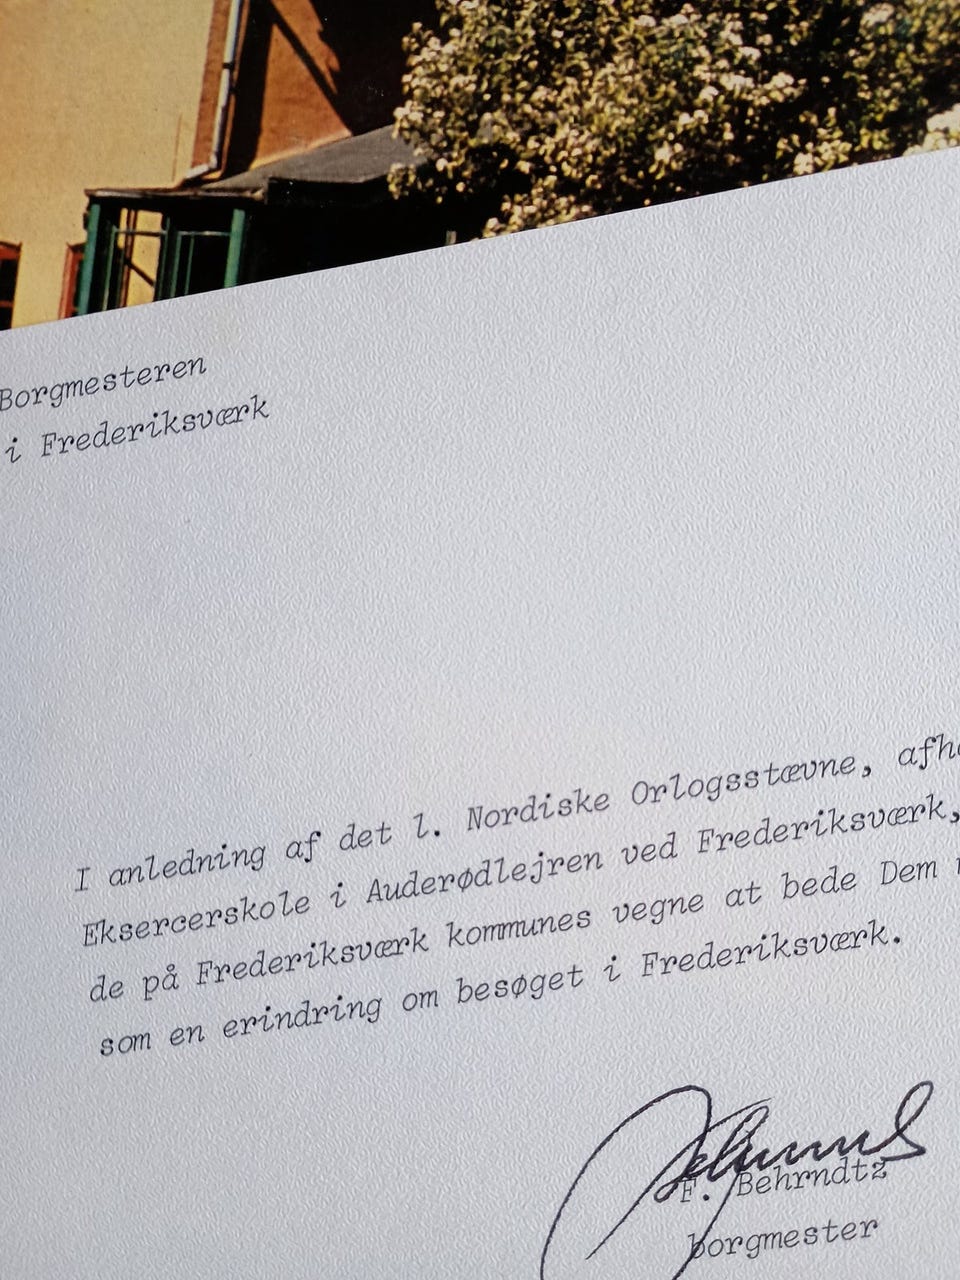 Borgmesteren
i Frederiksværk
I anledning af det 1. Nordiske Orlogsstævne, afh
Eksercerskole i Auderødlejren ved Frederiksværk,
de på Frederiksværk kommunes vegne at bede Dem
som en erindring om besøget i Frederiksværk.
F. Behrndtz
borgmester